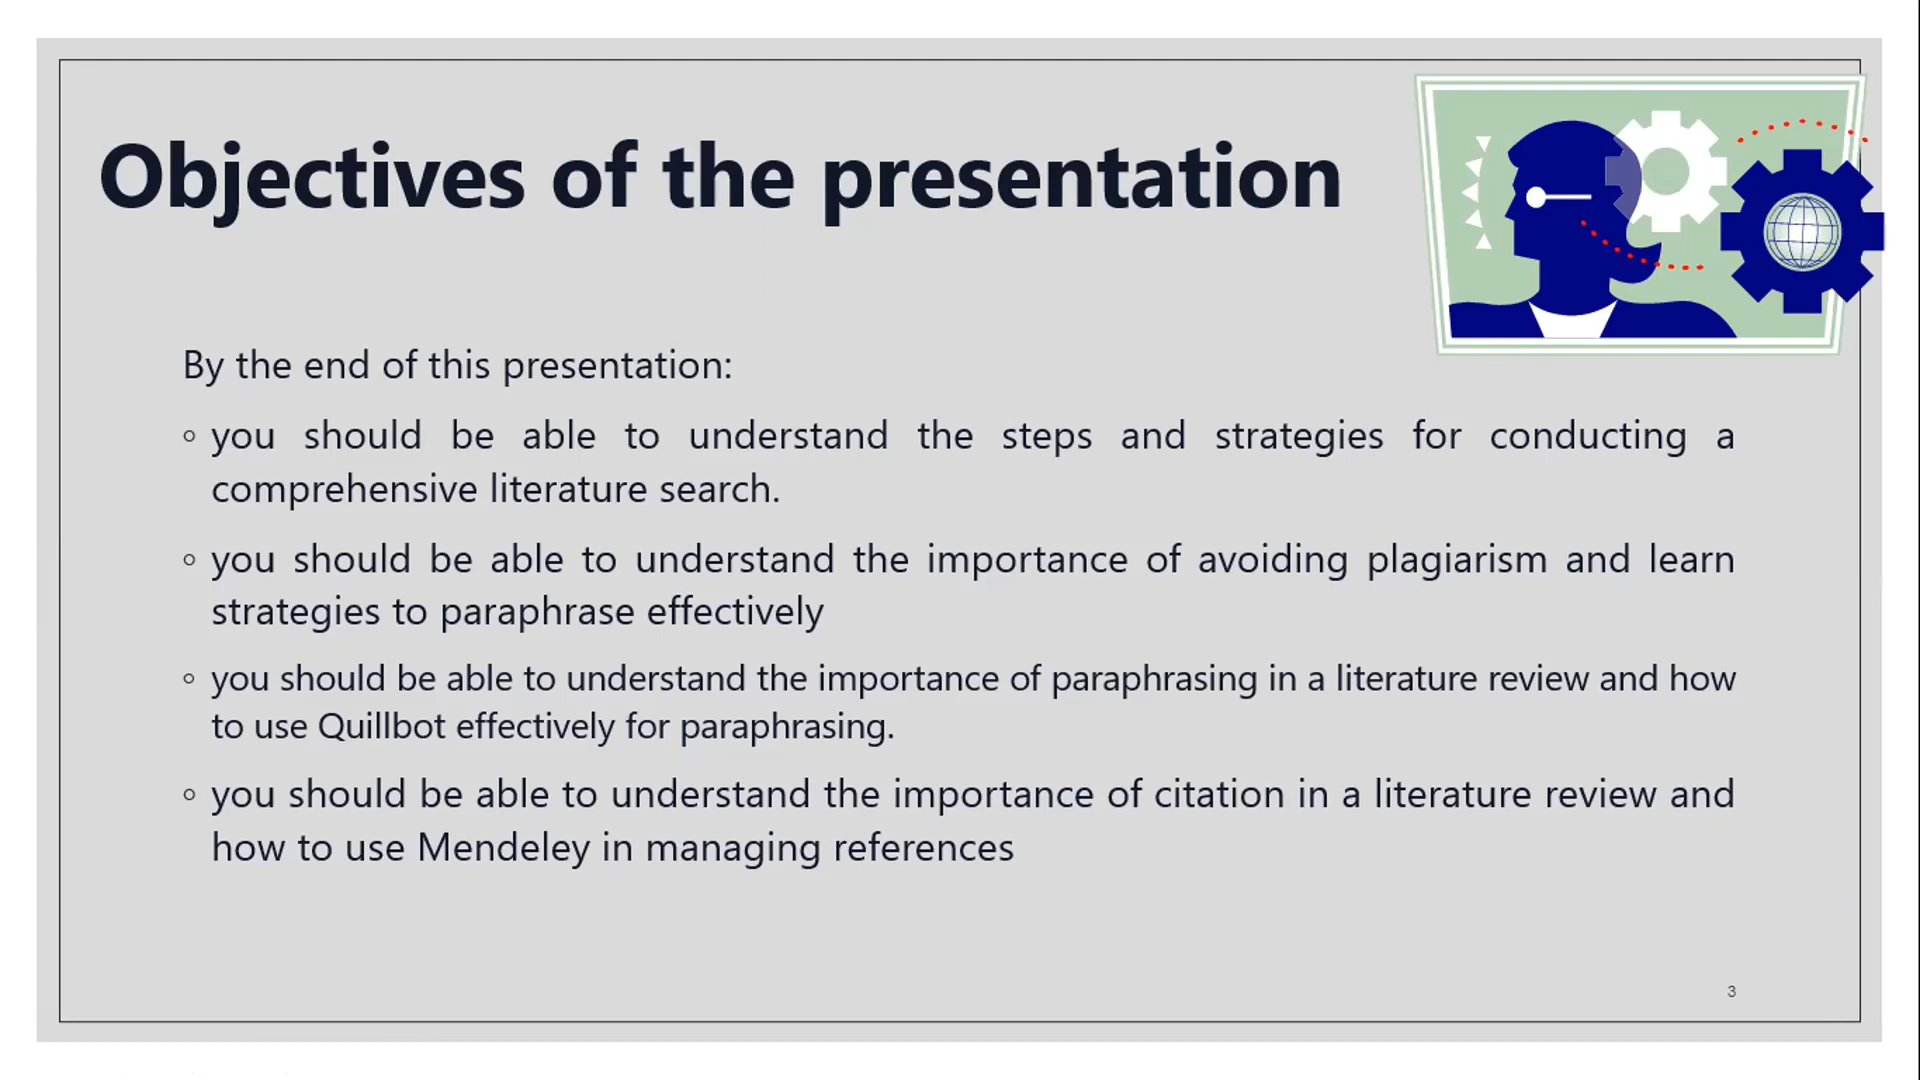 Objectives of the presentation
By the end of this presentation:
◦ you should be able to understand the steps and strategies for conducting a
comprehensive literature search.
◦ you should be able to understand the importance of avoiding plagiarism and learn
strategies to paraphrase effectively
◦ you should be able to understand the importance of paraphrasing in a literature review and how
to use Quillbot effectively for paraphrasing.
◦ you should be able to understand the importance of citation in a literature review and
how to use Mendeley in managing references
3